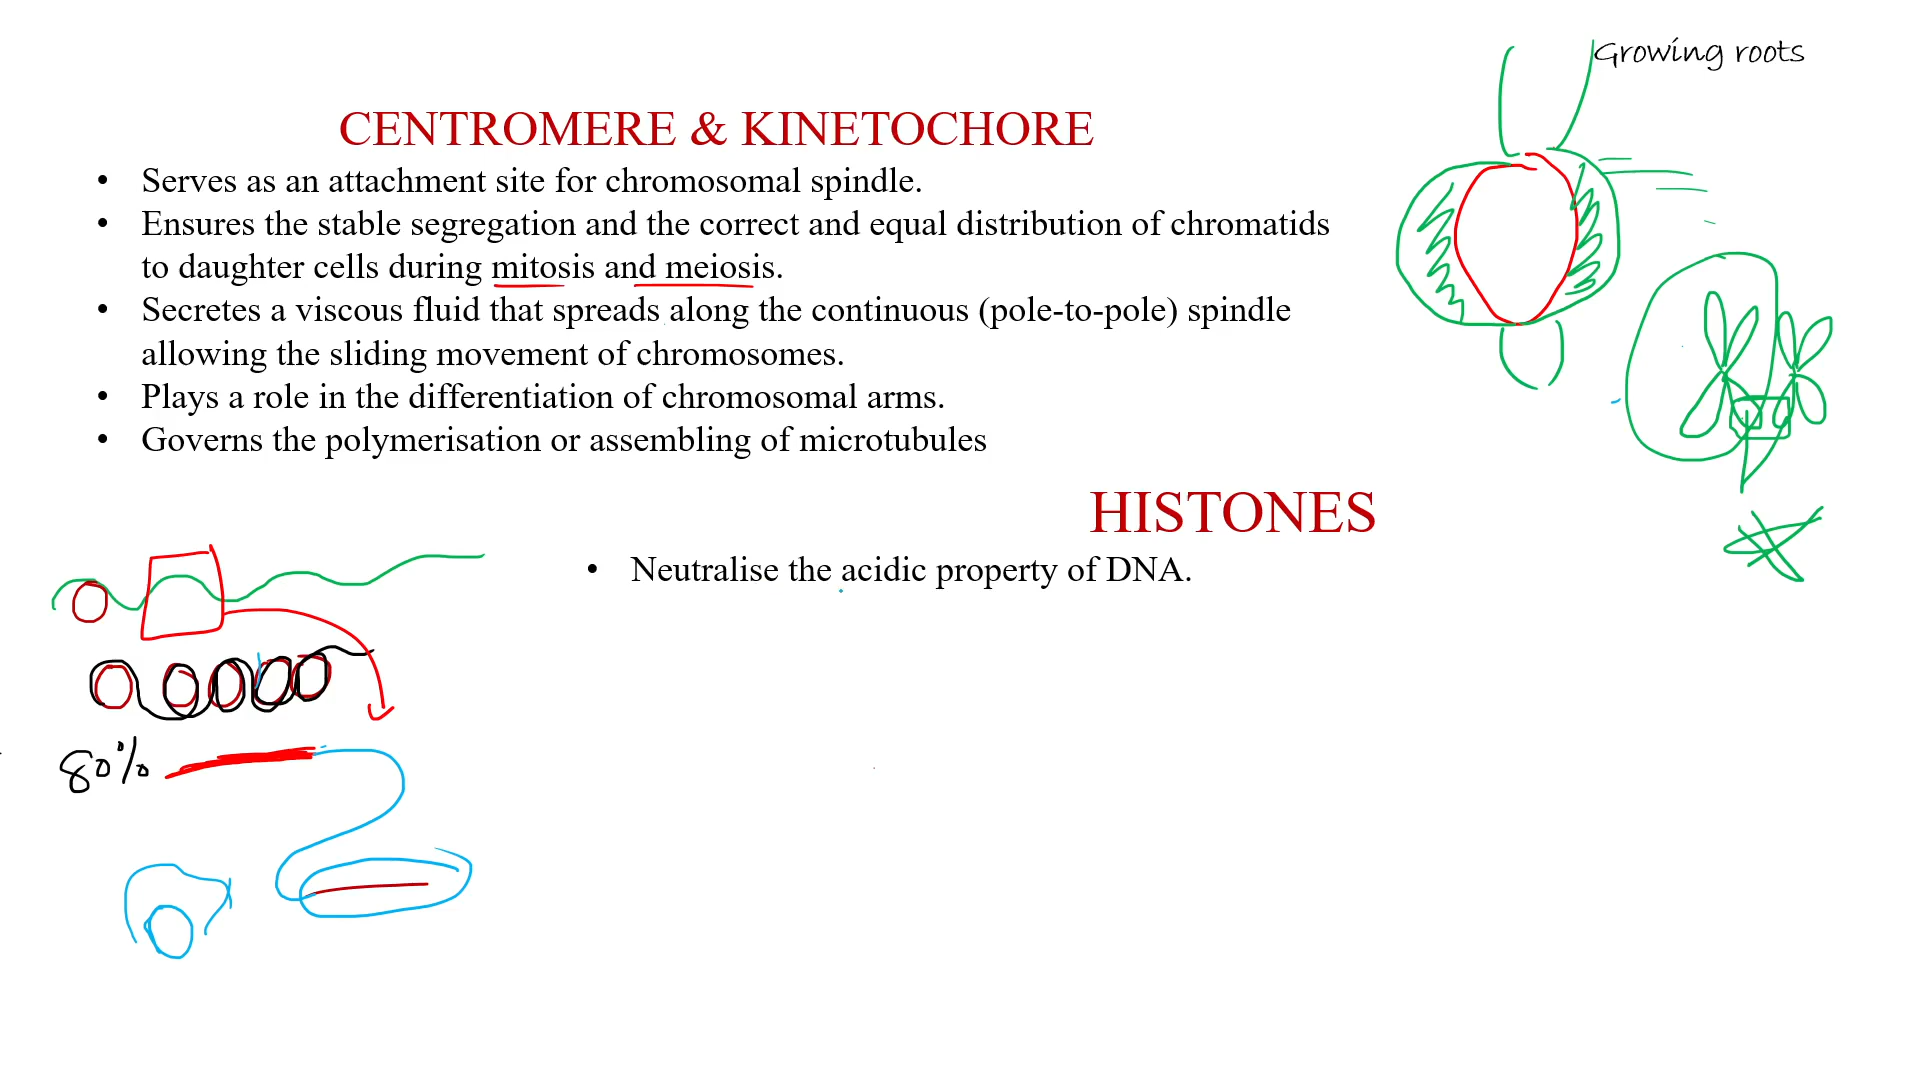 Growing roots
CENTROMERE & KINETOCHORE
• Serves as an attachment site for chromosomal spindle.
• Ensures the stable segregation and the correct and equal distribution of chromatids
to daughter cells during mitosis and meiosis.
• Secretes a viscous fluid that spreads along the continuous (pole-to-pole) spindle
allowing the sliding movement of chromosomes.
• Plays a role in the differentiation of chromosomal arms.
• Governs the polymerisation or assembling of microtubules
HISTONES
• Neutralise the acidic property of DNA.
80%